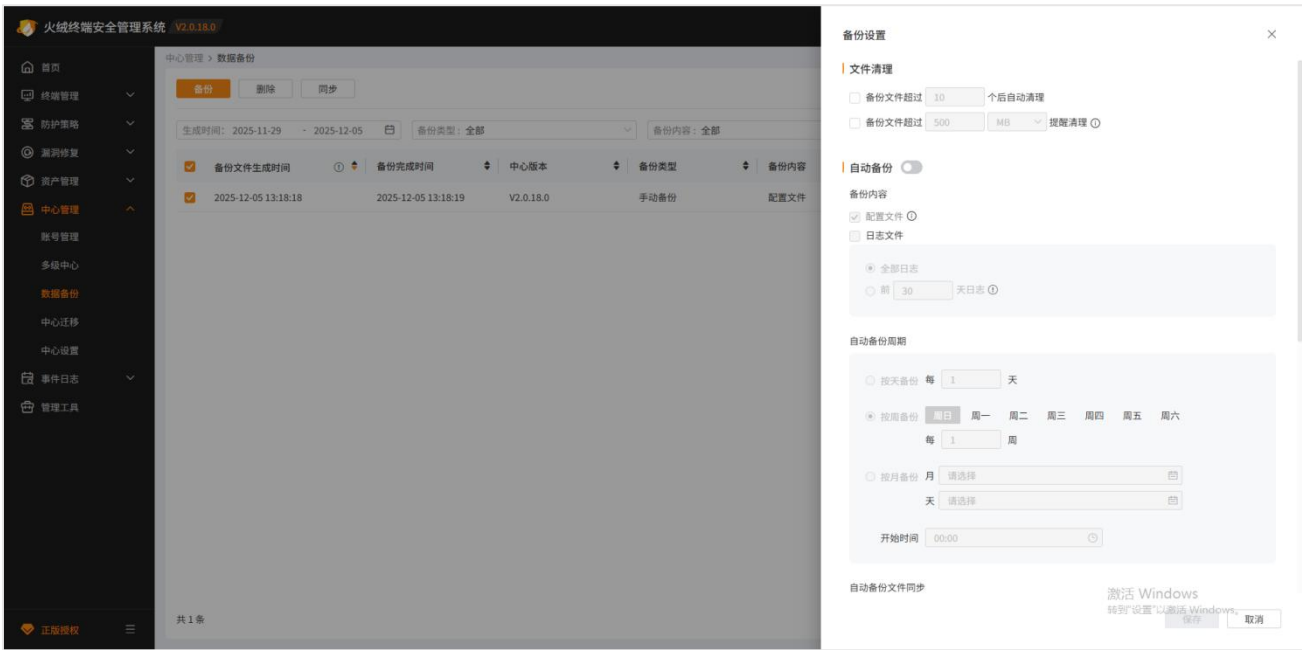 火绒终端安全管理系统 V2.0.18.0
首页
终端管理
防护策略
漏洞修复
资产管理
中心管理
账号管理
多级中心
数据备份
中心迁移
中心设置
事件日志
管理工具
正版授权
中心管理 > 数据备份
备份 删除 同步
生成时间: 2025-11-29 - 2025-12-05 备份类型: 全部 备份内容: 全部
备份文件生成时间 备份完成时间 中心版本 备份类型 备份内容
2025-12-05 13:18:18 2025-12-05 13:18:19 V2.0.18.0 手动备份 配置文件
共 1 条
备份设置
文件清理
备份文件超过 10 个后自动清理
备份文件超过 500 MB 提醒清理
自动备份
备份内容
配置文件
日志文件
全部日志
前 30 天日志
自动备份周期
按天备份 每 1 天
按周备份 周日 周一 周二 周三 周四 周五 周六
每 1 周
按月备份 月 请选择
天 请选择
开始时间 00:00
自动备份文件同步
激活 Windows
转到"设置"以激活 Windows。
保存 取消